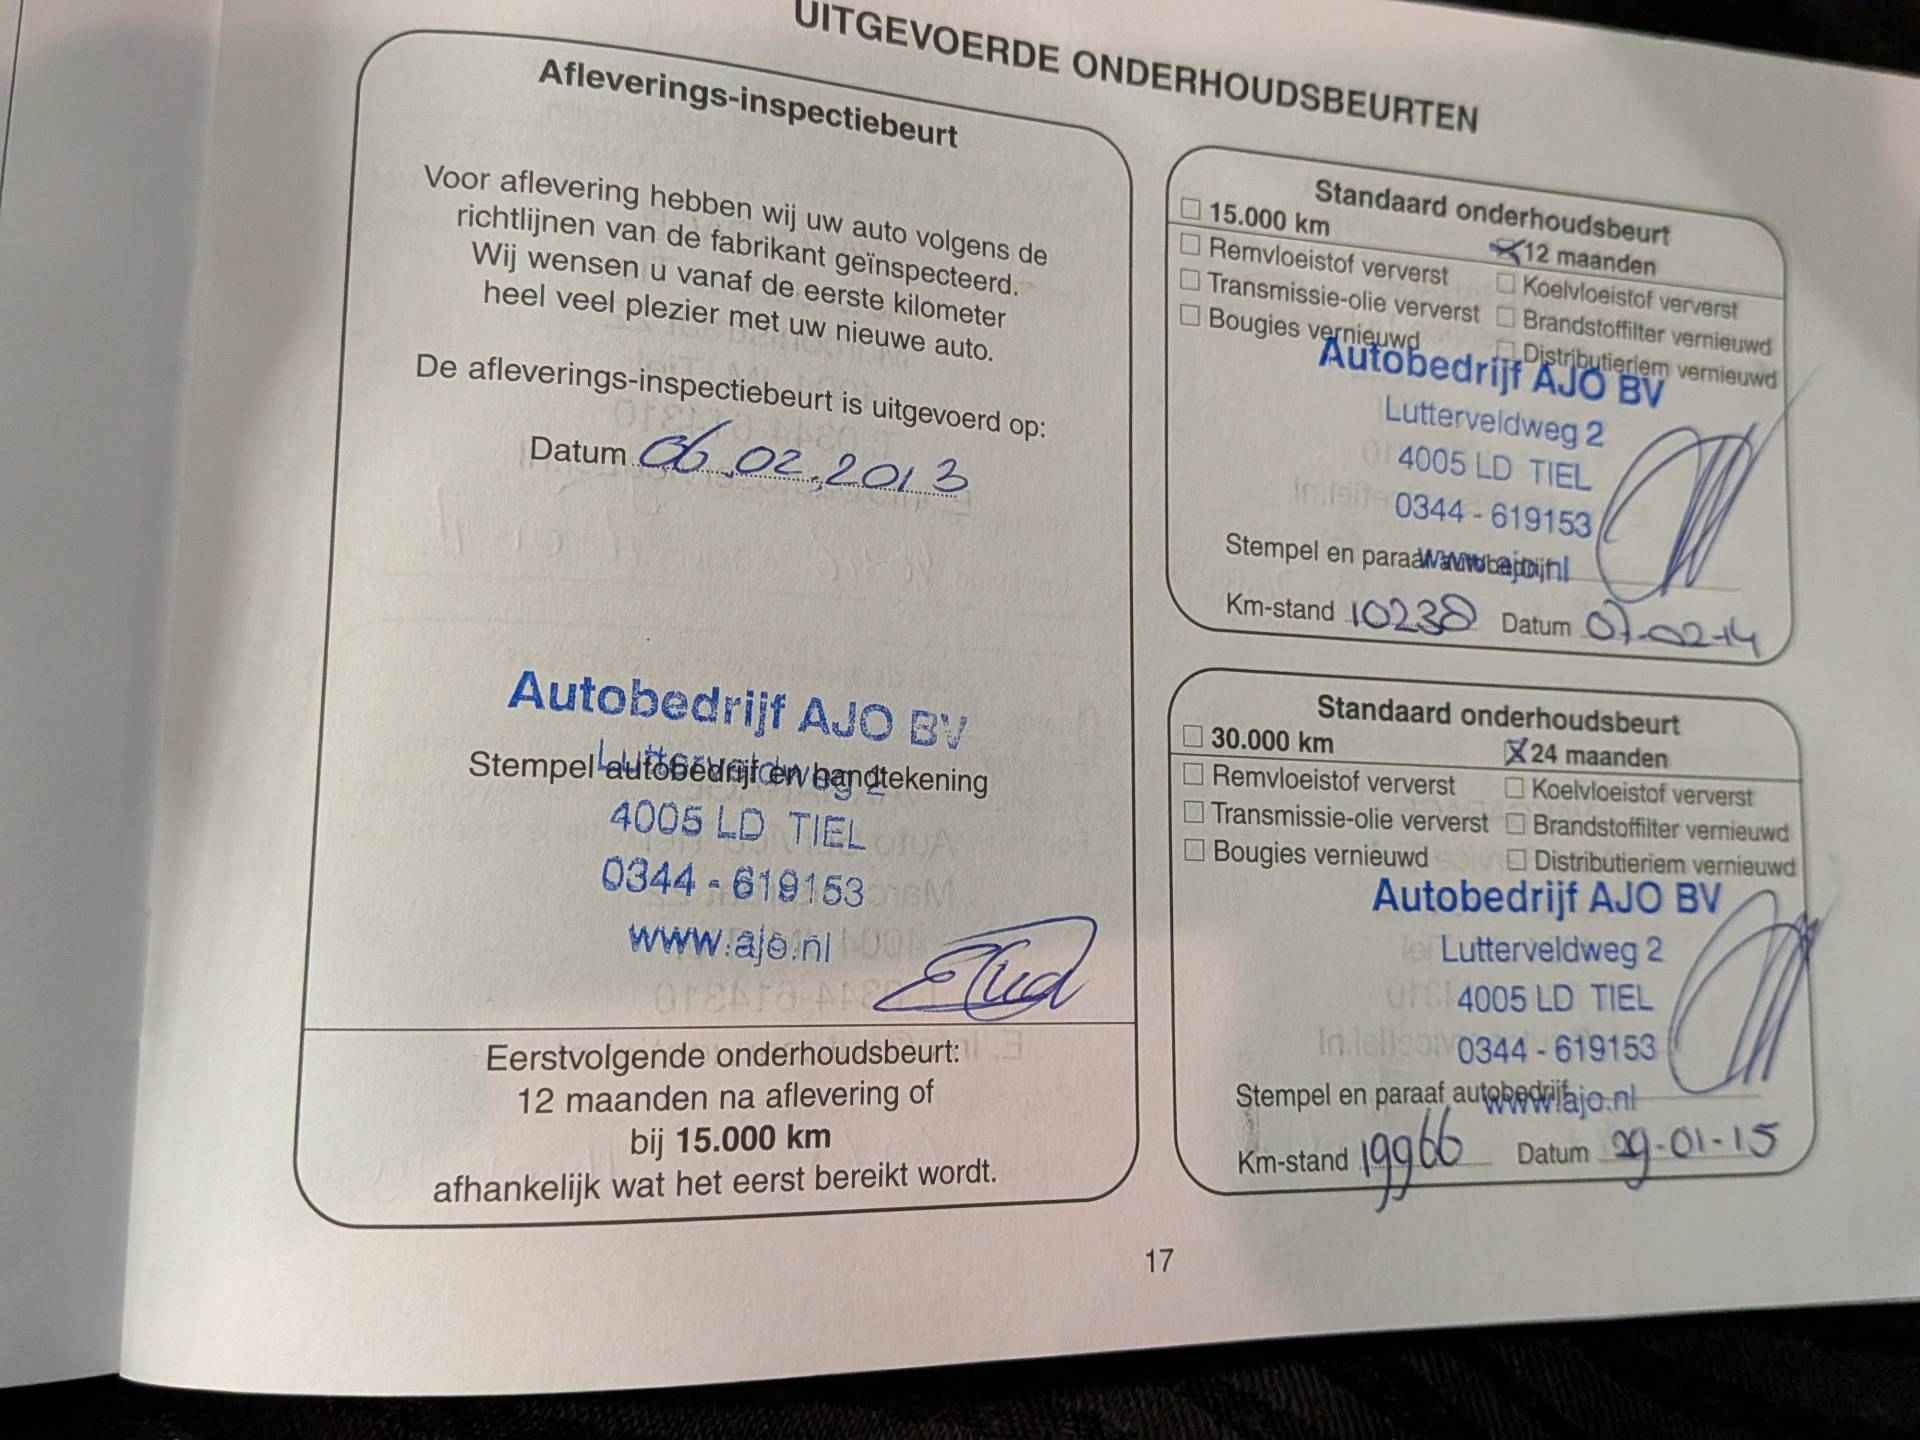 UITGEVOERDE ONDERHOUDSBEURTEN
Afleverings-inspectiebeurt
Voor aflevering hebben wij uw auto volgens de
richtlijnen van de fabrikant geïnspecteerd.
Wij wensen u vanaf de eerste kilometer
heel veel plezier met uw nieuwe auto.
De afleverings-inspectiebeurt is uitgevoerd op:
Datum 06.02.2013
Autobedrijf AJO BV
Stempel autobedrijf en handtekening
Lutterveldweg 2
4005 LD TIEL
0344 - 619153
www.ajo.nl
Eerstvolgende onderhoudsbeurt:
12 maanden na aflevering of
bij 15.000 km
afhankelijk wat het eerst bereikt wordt.
Standaard onderhoudsbeurt
15.000 km 12 maanden
Remvloeistof ververst Koelvloeistof ververst
Transmissie-olie ververst Brandstoffilter vernieuwd
Bougies vernieuwd Distributieriem vernieuwd
Autobedrijf AJO BV
Lutterveldweg 2
4005 LD TIEL
0344 - 619153
Stempel en paraaf autobedrijf
www.ajo.nl
Km-stand 10238 Datum 07-02-14
Standaard onderhoudsbeurt
30.000 km 24 maanden
Remvloeistof ververst Koelvloeistof ververst
Transmissie-olie ververst Brandstoffilter vernieuwd
Bougies vernieuwd Distributieriem vernieuwd
Autobedrijf AJO BV
Lutterveldweg 2
4005 LD TIEL
0344 - 619153
Stempel en paraaf autobedrijf
www.ajo.nl
Km-stand 19966 Datum 29-01-15
17